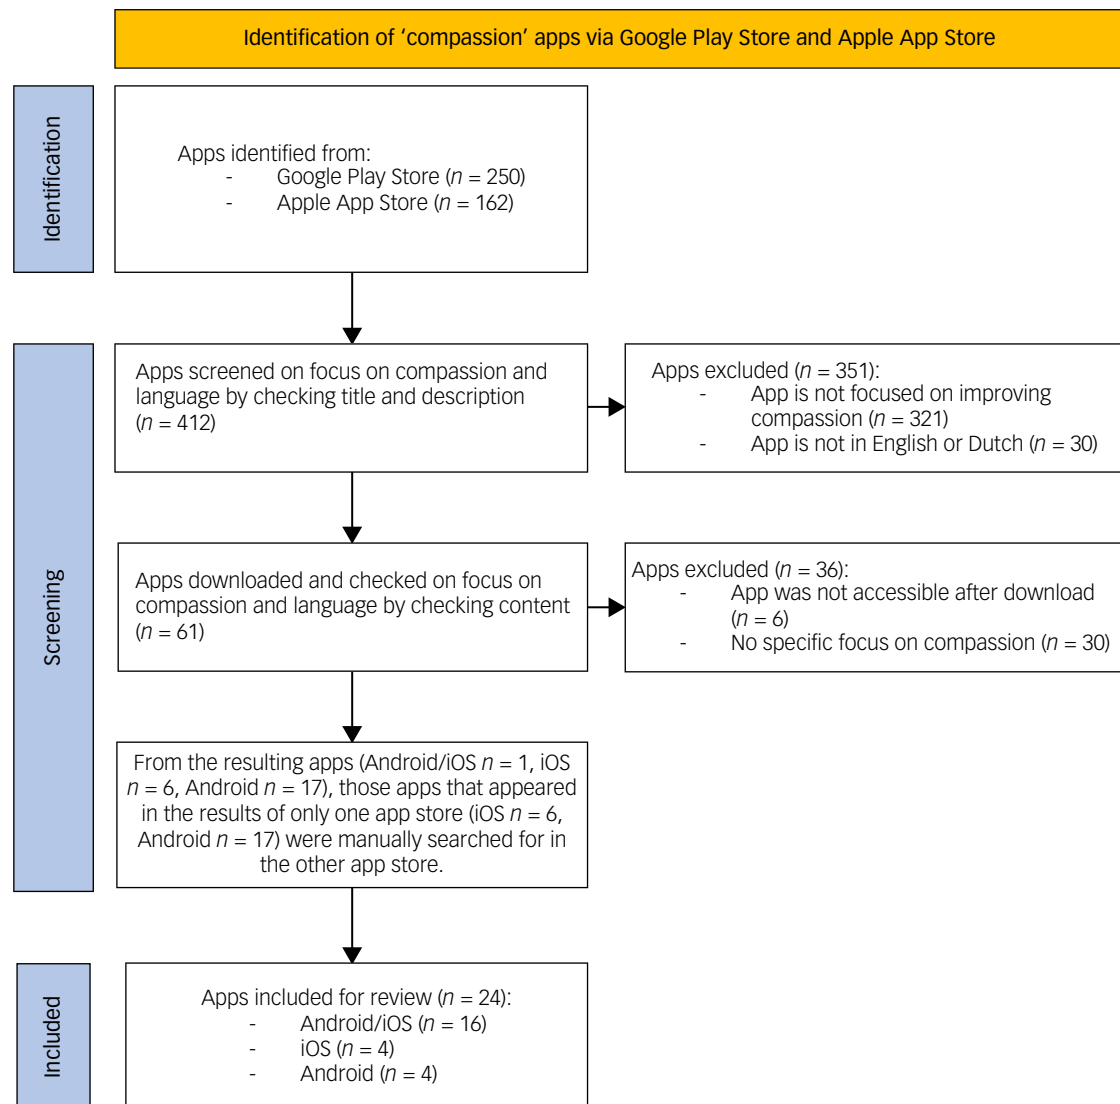 Identification of ‘compassion’ apps via Google Play Store and Apple App Store
Identification
Apps identified from:
- Google Play Store (n = 250)
- Apple App Store (n = 162)
Screening
Apps screened on focus on compassion and
language by checking title and description
(n = 412)
Apps excluded (n = 351):
- App is not focused on improving
compassion (n = 321)
- App is not in English or Dutch (n = 30)
Apps downloaded and checked on focus on
compassion and language by checking content
(n = 61)
Apps excluded (n = 36):
- App was not accessible after download
(n = 6)
- No specific focus on compassion (n = 30)
From the resulting apps (Android/iOS n = 1, iOS
n = 6, Android n = 17), those apps that appeared
in the results of only one app store (iOS n = 6,
Android n = 17) were manually searched for in
the other app store.
Included
Apps included for review (n = 24):
- Android/iOS (n = 16)
- iOS (n = 4)
- Android (n = 4)